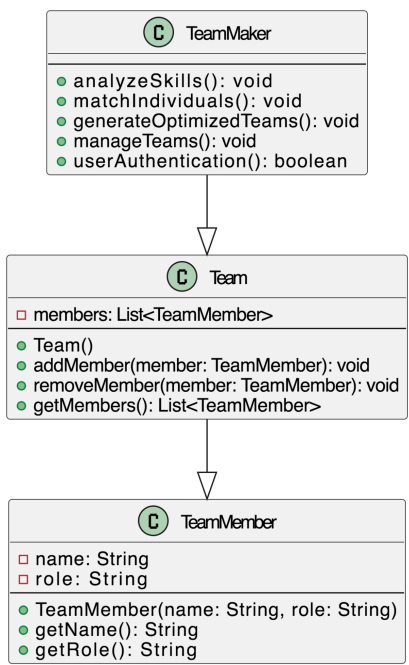 C TeamMaker
analyzeSkills(): void
matchIndividuals(): void
generateOptimizedTeams(): void
manageTeams(): void
userAuthentication(): boolean
C Team
members: List<TeamMember>
Team()
addMember(member: TeamMember): void
removeMember(member: TeamMember): void
getMembers(): List<TeamMember>
C TeamMember
name: String
role: String
TeamMember(name: String, role: String)
getName(): String
getRole(): String